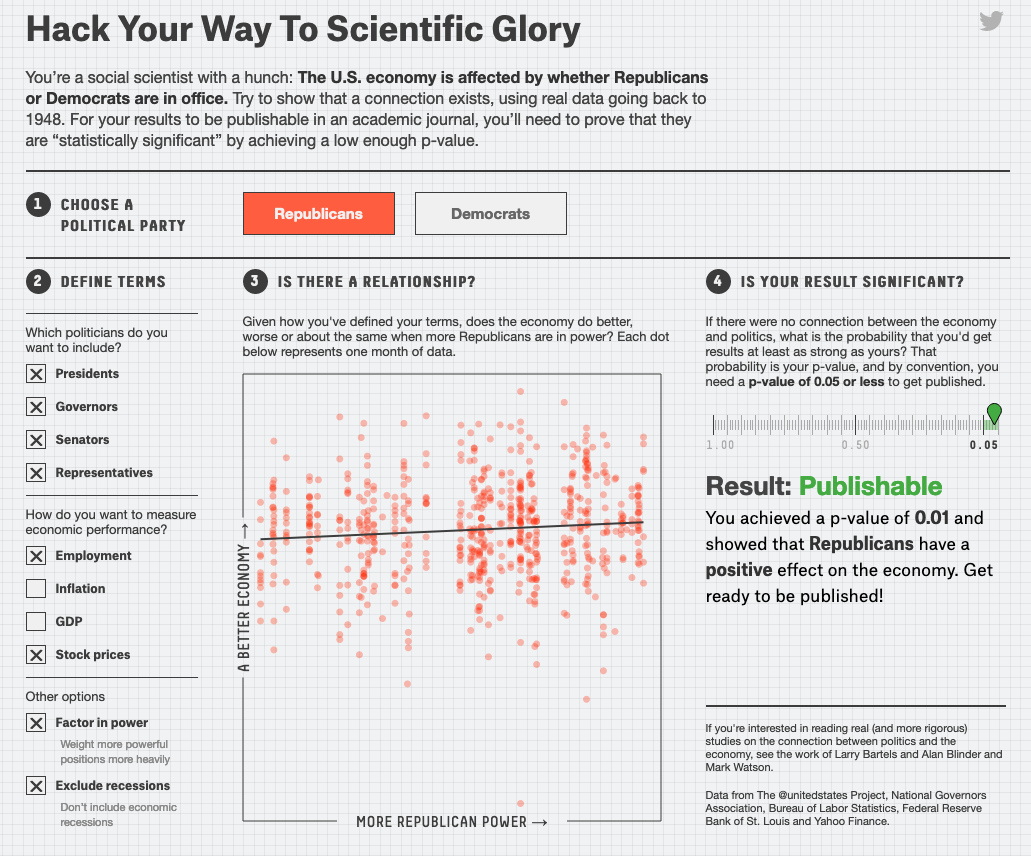 Hack Your Way To Scientific Glory
You're a social scientist with a hunch: The U.S. economy is affected by whether Republicans
or Democrats are in office. Try to show that a connection exists, using real data going back to
1948. For your results to be publishable in an academic journal, you'll need to prove that they
are “statistically significant” by achieving a low enough p-value.
1 CHOOSE A
POLITICAL PARTY
Republicans
Democrats
2 DEFINE TERMS
Which politicians do you
want to include?
Presidents
Governors
Senators
Representatives
How do you want to measure
economic performance?
Employment
Inflation
GDP
Stock prices
Other options
Factor in power
Weight more powerful
positions more heavily
Exclude recessions
Don't include economic
recessions
3 IS THERE A RELATIONSHIP?
Given how you've defined your terms, does the economy do better,
worse or about the same when more Republicans are in power? Each dot
below represents one month of data.
A BETTER ECONOMY →
MORE REPUBLICAN POWER →
4 IS YOUR RESULT SIGNIFICANT?
If there were no connection between the economy
and politics, what is the probability that you'd get
results at least as strong as yours? That
probability is your p-value, and by convention, you
need a p-value of 0.05 or less to get published.
1.00 0.50 0.05
Result: Publishable
You achieved a p-value of 0.01 and
showed that Republicans have a
positive effect on the economy. Get
ready to be published!
If you're interested in reading real (and more rigorous)
studies on the connection between politics and the
economy, see the work of Larry Bartels and Alan Blinder and
Mark Watson.
Data from The @unitedstates Project, National Governors
Association, Bureau of Labor Statistics, Federal Reserve
Bank of St. Louis and Yahoo Finance.